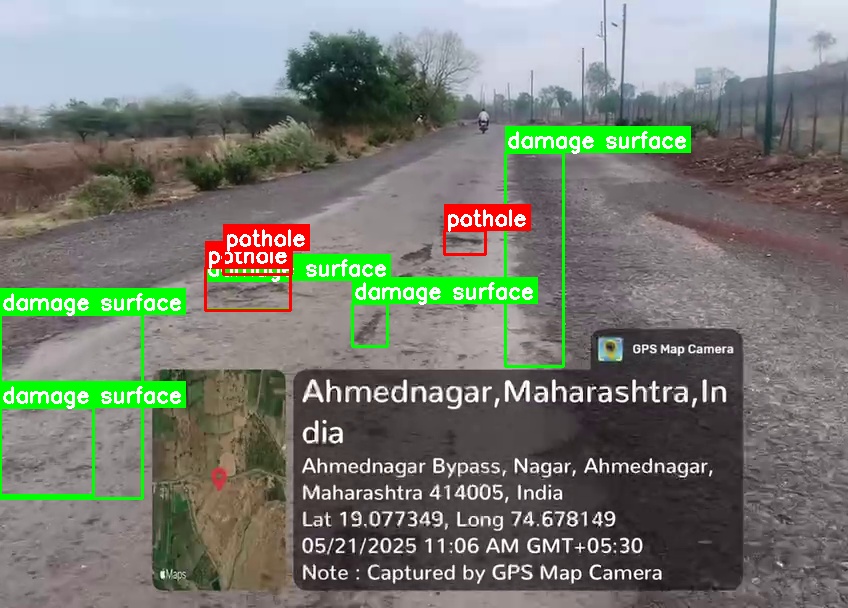 damage surface
pothole
pothole
pothole
damage surface
damage surface
damage surface
damage surface
GPS Map Camera
Ahmednagar,Maharashtra,In
dia
Ahmednagar Bypass, Nagar, Ahmednagar,
Maharashtra 414005, India
Lat 19.077349, Long 74.678149
05/21/2025 11:06 AM GMT+05:30
Note : Captured by GPS Map Camera
Maps